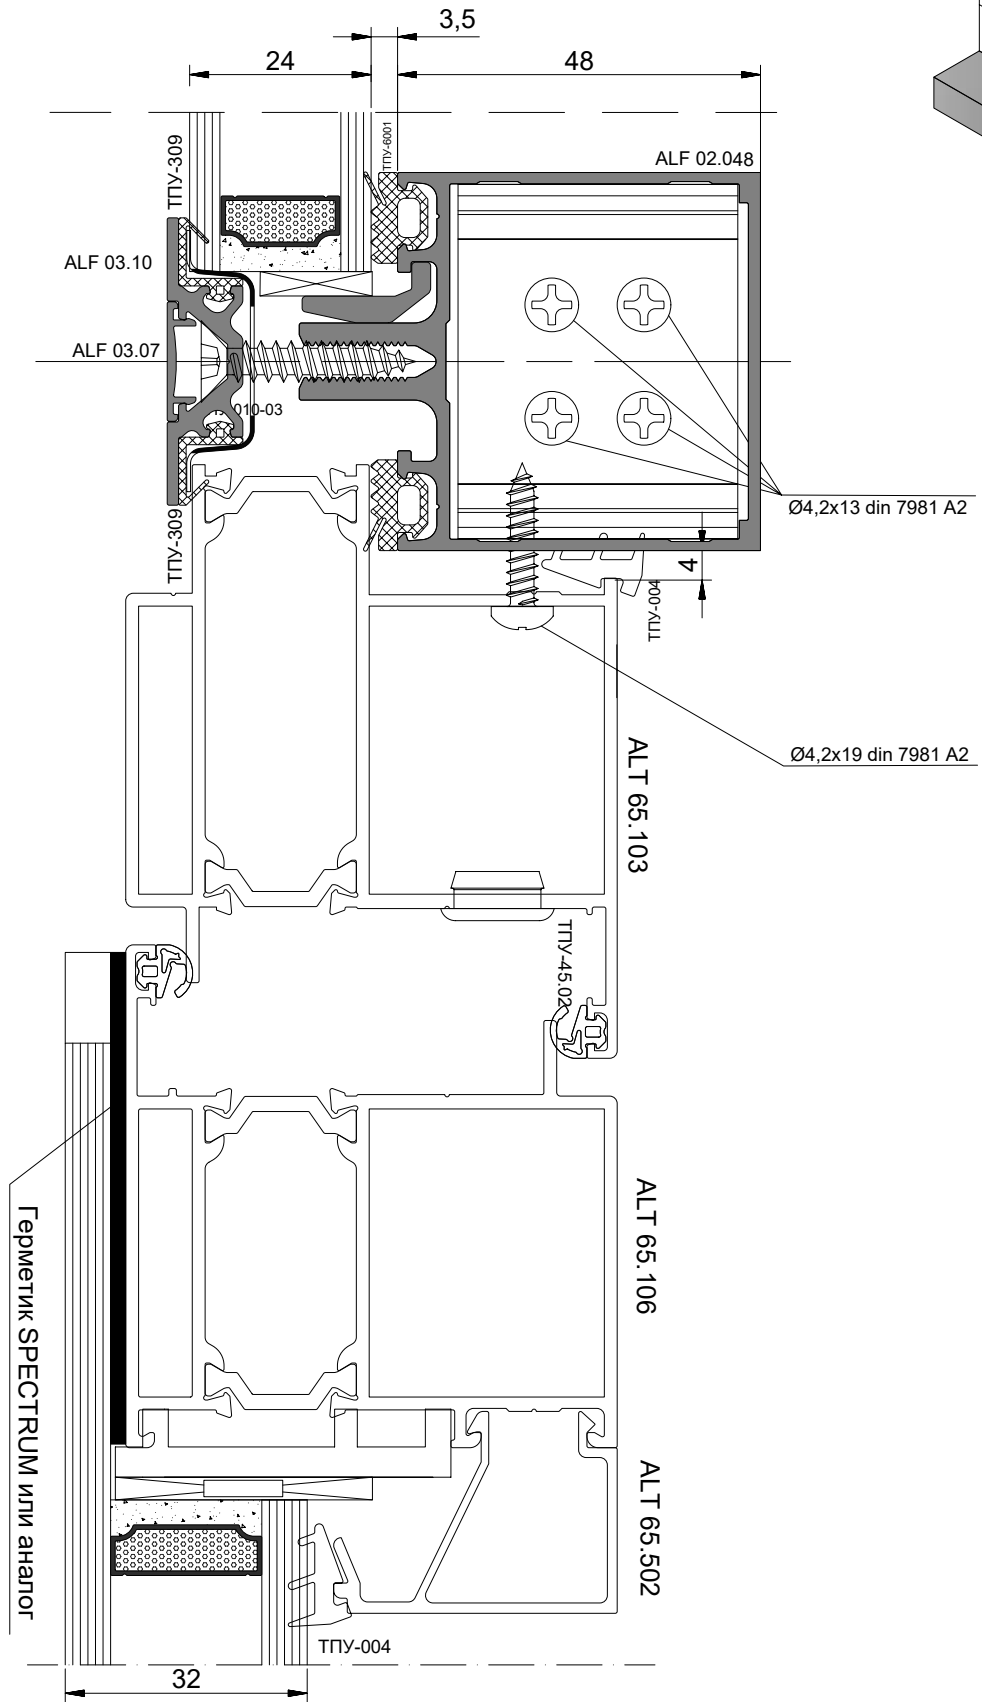 3,5
24
48
ТПУ-309
ТПУ-6001
ALF 02.048
ALF 03.10
ALF 03.07
010-03
Ø4,2x13 din 7981 A2
ТПУ-309
4
ТПУ-004
Ø4,2x19 din 7981 A2
ALT 65.103
ТПУ-45.02
ALT 65.106
Герметик SPECTRUM или аналог
ALT 65.502
ТПУ-004
32